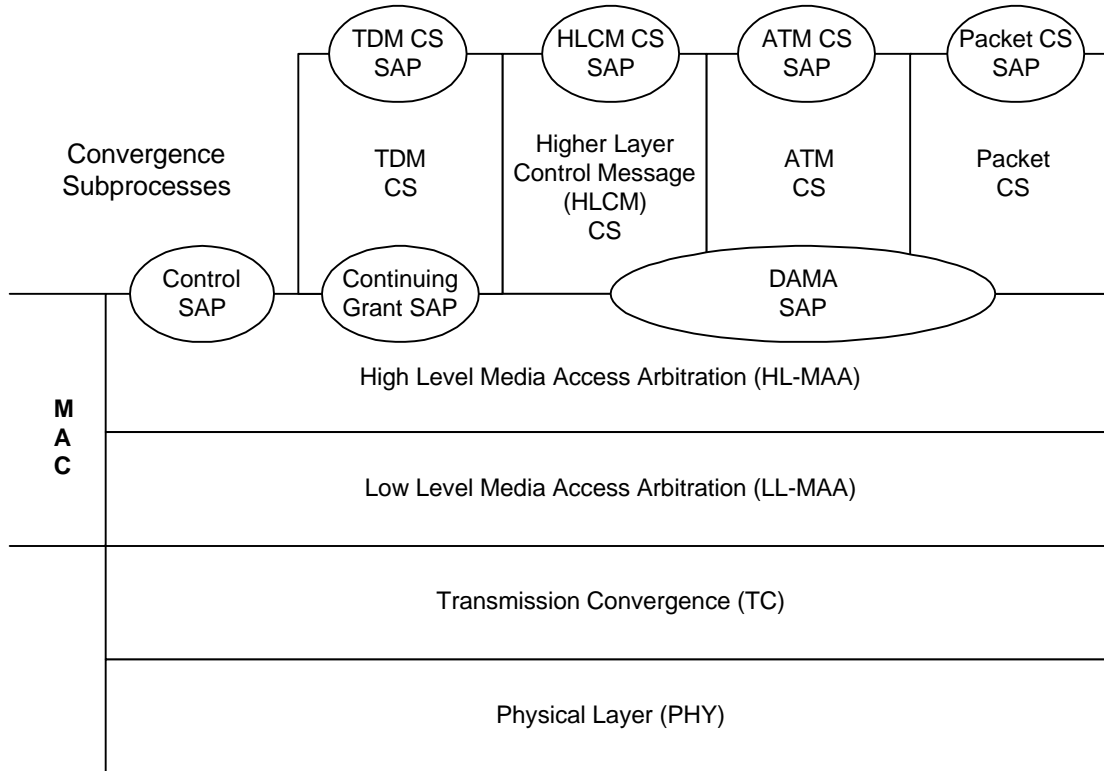 TDM CS
SAP
HLCM CS
SAP
ATM CS
SAP
Packet CS
SAP
Convergence
Subprocesses
TDM
CS
Higher Layer
Control Message
(HLCM)
CS
ATM
CS
Packet
CS
Control
SAP
Continuing
Grant SAP
DAMA
SAP
M
A
C
High Level Media Access Arbitration (HL-MAA)
Low Level Media Access Arbitration (LL-MAA)
Transmission Convergence (TC)
Physical Layer (PHY)